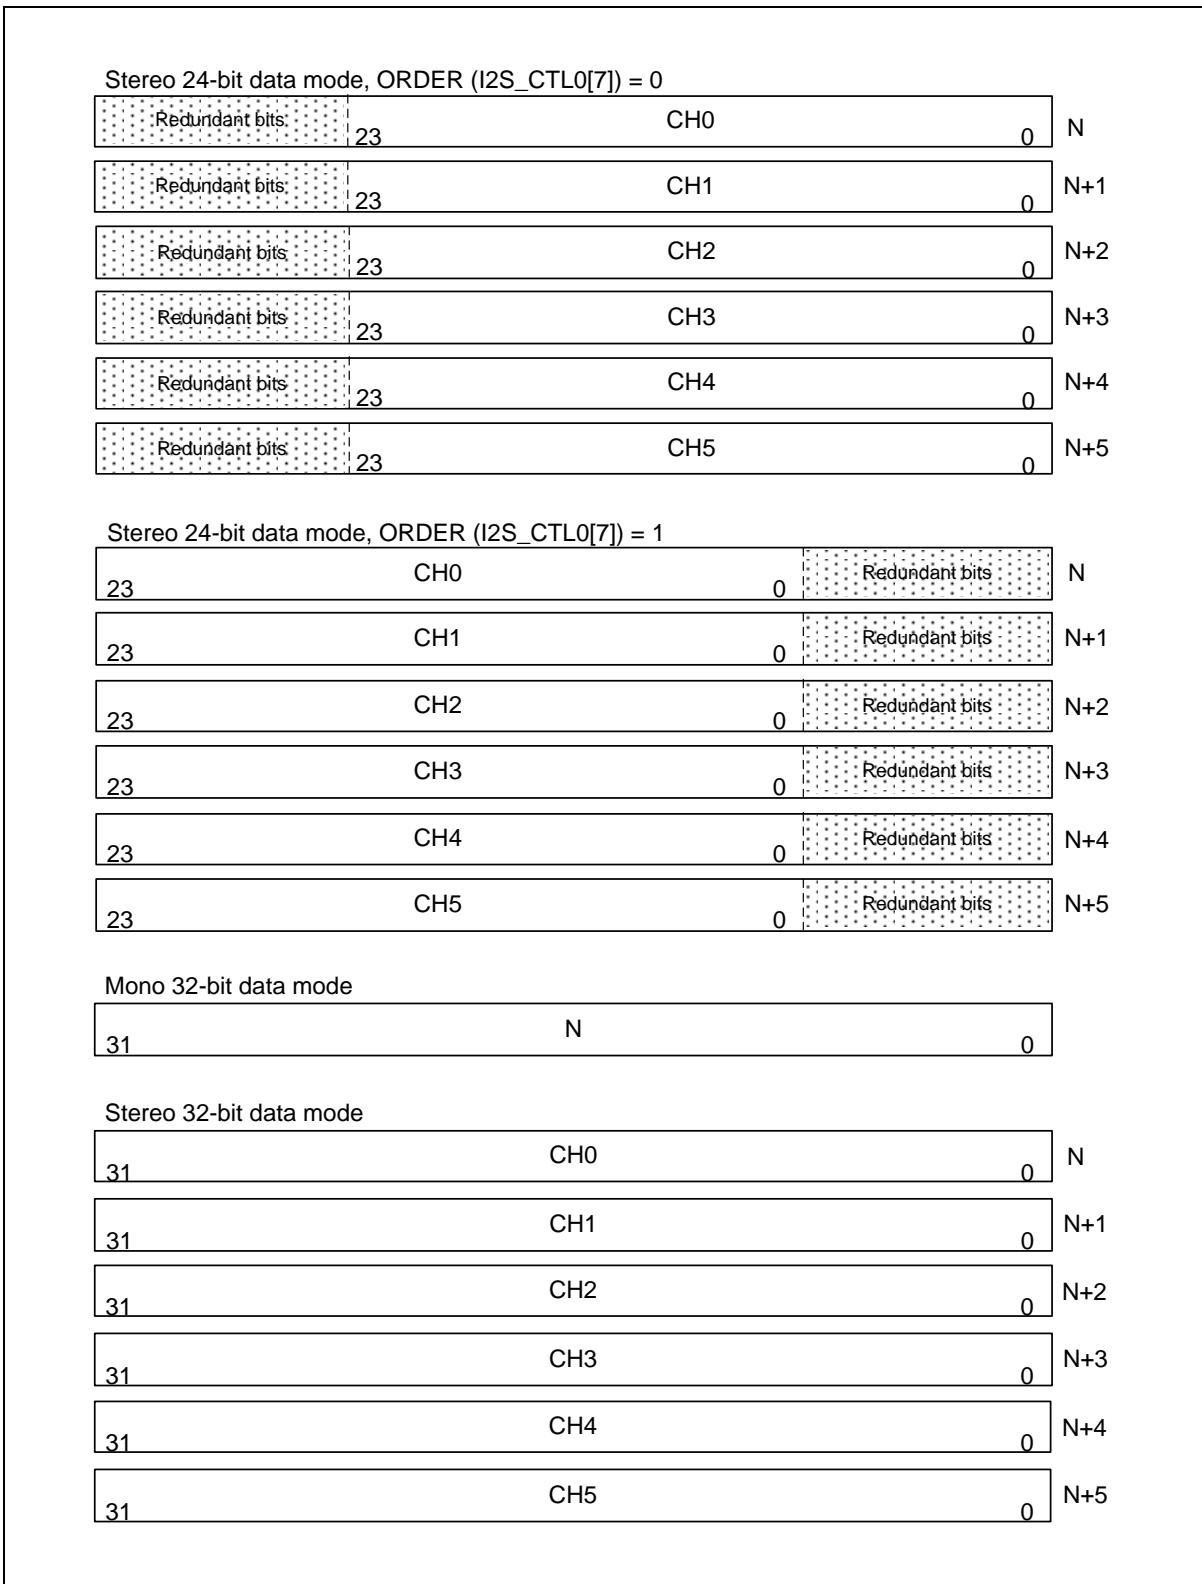 Stereo 24-bit data mode, ORDER (I2S_CTL0[7]) = 0
Redundant bits 23 CH0 0 N
Redundant bits 23 CH1 0 N+1
Redundant bits 23 CH2 0 N+2
Redundant bits 23 CH3 0 N+3
Redundant bits 23 CH4 0 N+4
Redundant bits 23 CH5 0 N+5
Stereo 24-bit data mode, ORDER (I2S_CTL0[7]) = 1
23 CH0 0 Redundant bits N
23 CH1 0 Redundant bits N+1
23 CH2 0 Redundant bits N+2
23 CH3 0 Redundant bits N+3
23 CH4 0 Redundant bits N+4
23 CH5 0 Redundant bits N+5
Mono 32-bit data mode
31 N 0
Stereo 32-bit data mode
31 CH0 0 N
31 CH1 0 N+1
31 CH2 0 N+2
31 CH3 0 N+3
31 CH4 0 N+4
31 CH5 0 N+5